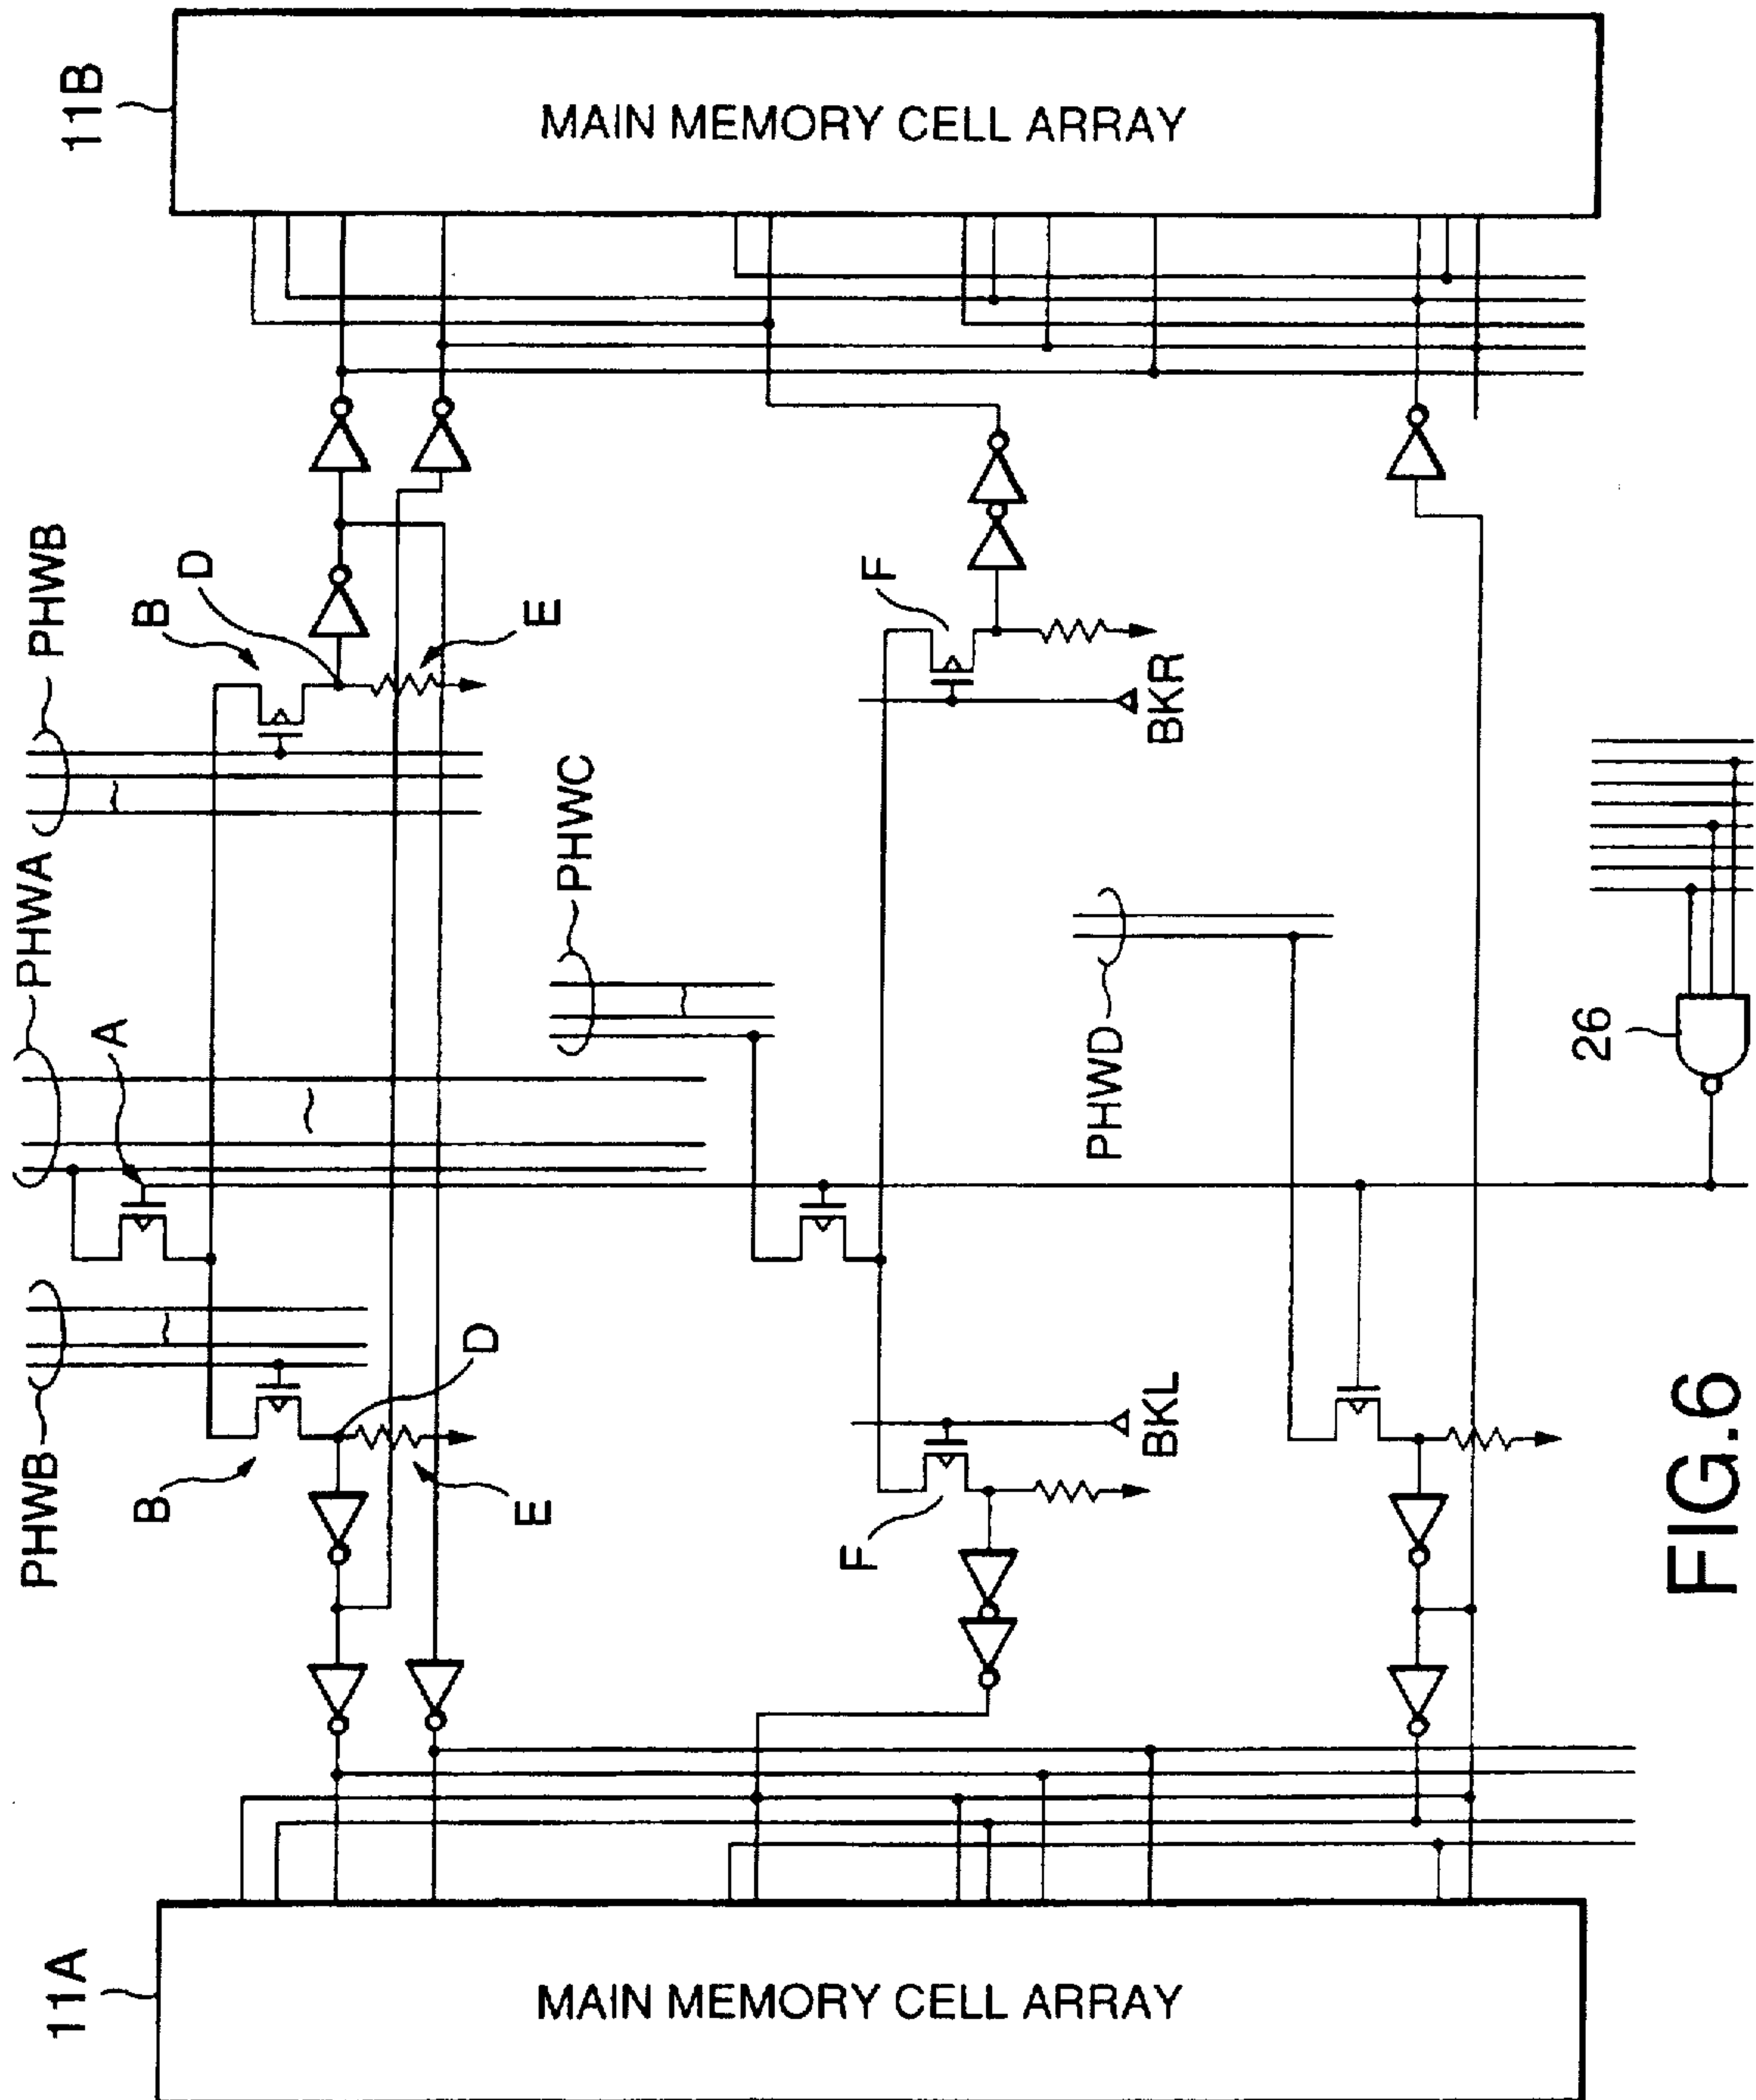 11A
MAIN MEMORY CELL ARRAY
11B
MAIN MEMORY CELL ARRAY
PHWB
PHWA
PHWB
A
B
B
D
D
E
E
PHWC
F
F
BKL
BKR
PHWD
26
FIG.6